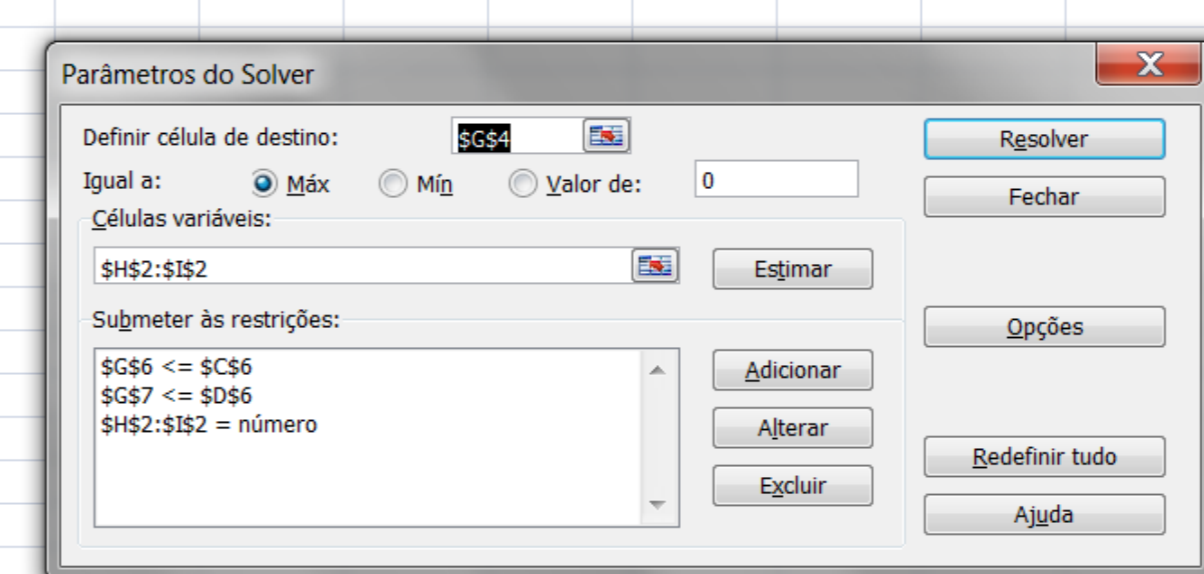 Parâmetros do Solver
X
Definir célula de destino: $G$4 Resolver
Igual a: Máx Mín Valor de: 0 Fechar
Células variáveis:
$H$2:$I$2 Estimar
Submeter às restrições: Opções
$G$6 <= $C$6 Adicionar
$G$7 <= $D$6
$H$2:$I$2 = número
Alterar
Redefinir tudo
Excluir
Ajuda